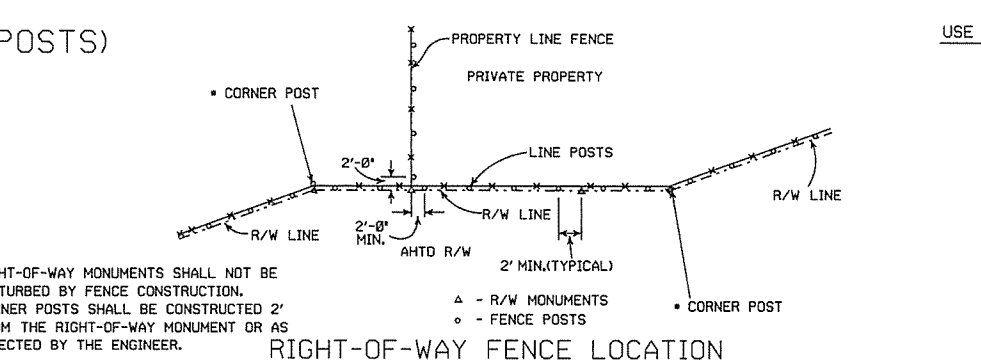 POSTS)
USE
PROPERTY LINE FENCE
PRIVATE PROPERTY
* CORNER POST
LINE POSTS
2'-0"
R/W LINE
R/W LINE
R/W LINE
2'-0"
MIN.
AHTD R/W
2' MIN.(TYPICAL)
HT-OF-WAY MONUMENTS SHALL NOT BE
TURBED BY FENCE CONSTRUCTION.
NER POSTS SHALL BE CONSTRUCTED 2'
M THE RIGHT-OF-WAY MONUMENT OR AS
ECTED BY THE ENGINEER.
△ - R/W MONUMENTS
○ - FENCE POSTS
* CORNER POST
RIGHT-OF-WAY FENCE LOCATION